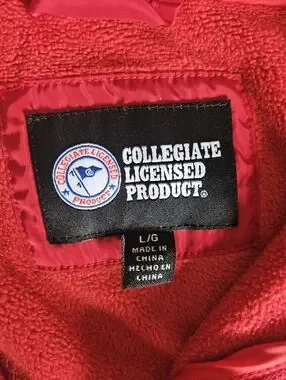 COLLEGIATE LICENSED
PRODUCT
COLLEGIATE
LICENSED
PRODUCT®
L/G
MADE IN
CHINA
HECHO EN
CHINA